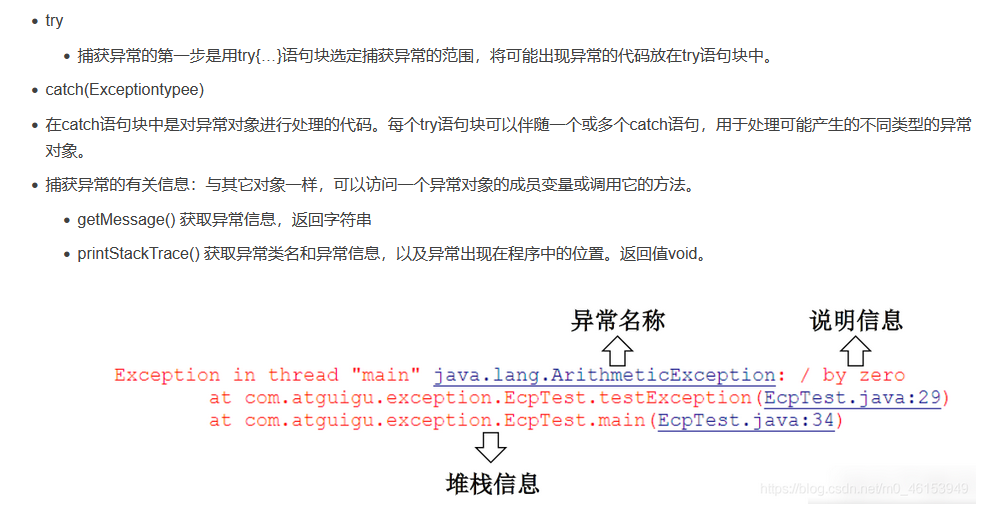 try
捕获异常的第一步是用try{…}语句块选定捕获异常的范围，将可能出现异常的代码放在try语句块中。
catch(Exceptiontypee)
在catch语句块中是对异常对象进行处理的代码。每个try语句块可以伴随一个或多个catch语句，用于处理可能产生的不同类型的异常
对象。
捕获异常的有关信息：与其它对象一样，可以访问一个异常对象的成员变量或调用它的方法。
getMessage() 获取异常信息，返回字符串
printStackTrace() 获取异常类名和异常信息，以及异常出现在程序中的位置。返回值void。
异常名称 说明信息
Exception in thread "main" java.lang.ArithmeticException: / by zero
at com.atguigu.exception.EcpTest.testException(EcpTest.java:29)
at com.atguigu.exception.EcpTest.main(EcpTest.java:34)
堆栈信息
https://blog.csdn.net/m0_46153949